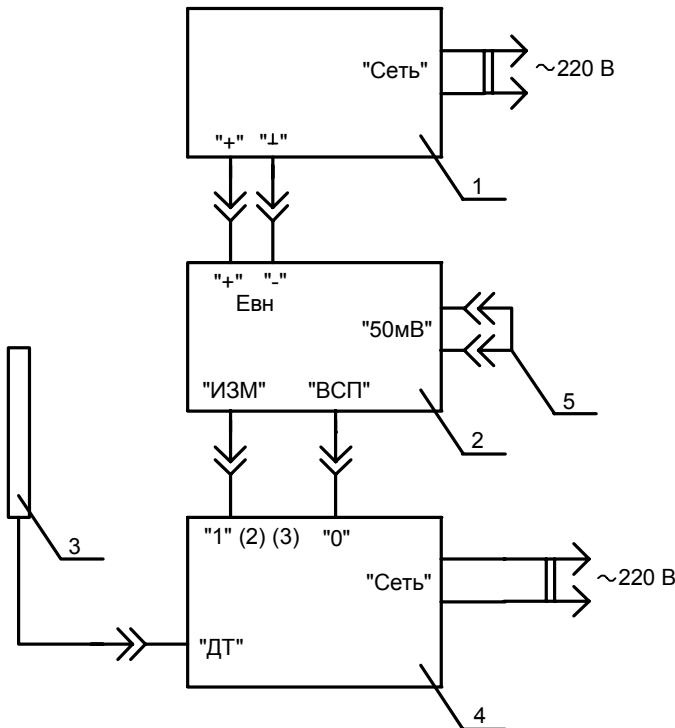 "Сеть"
~220 В
"+" "⊥"
1
"+" "-"
Евн
"50мВ"
"ИЗМ" "ВСП"
5
2
"1" (2) (3) "0"
3
"Сеть"
~220 В
"ДТ"
4